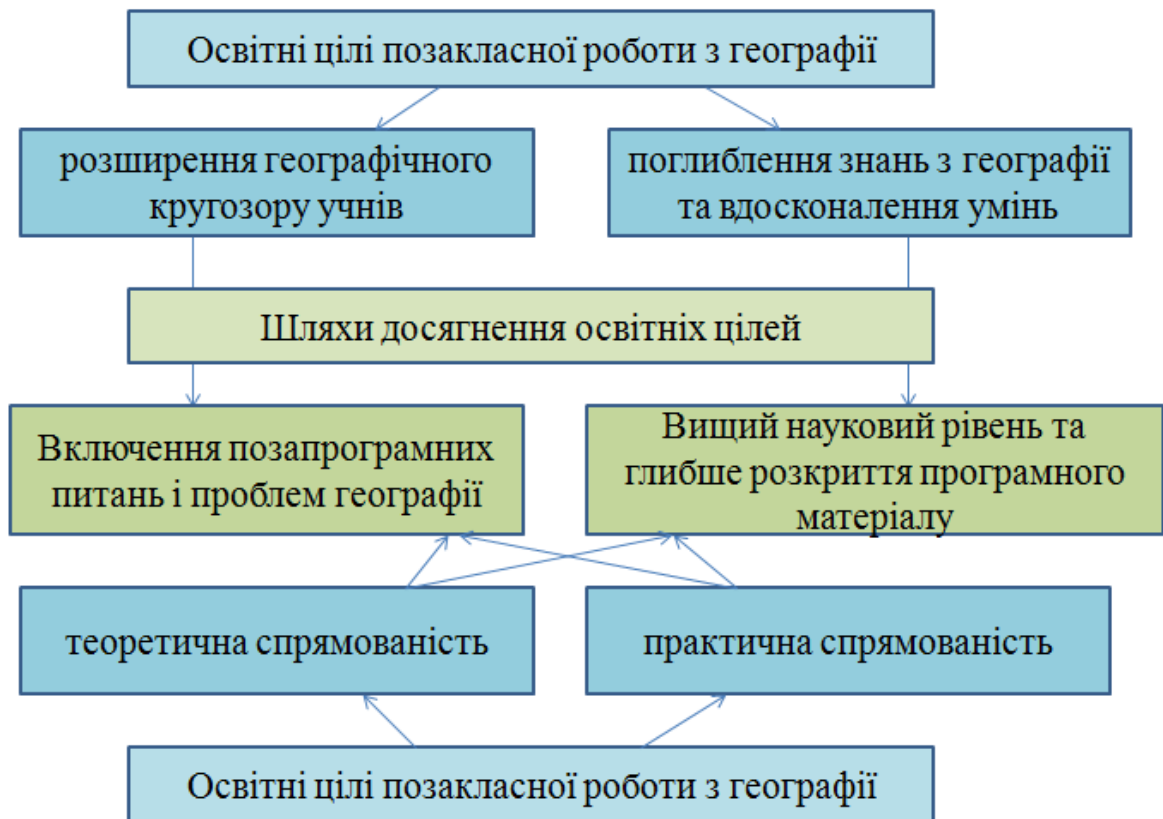 Освітні цілі позакласної роботи з географії
розширення географічного
кругозору учнів
поглиблення знань з географії
та вдосконалення умінь
Шляхи досягнення освітніх цілей
Включення позапрограмних
питань і проблем географії
Вищий науковий рівень та
глибше розкриття програмного
матеріалу
теоретична спрямованість
практична спрямованість
Освітні цілі позакласної роботи з географії